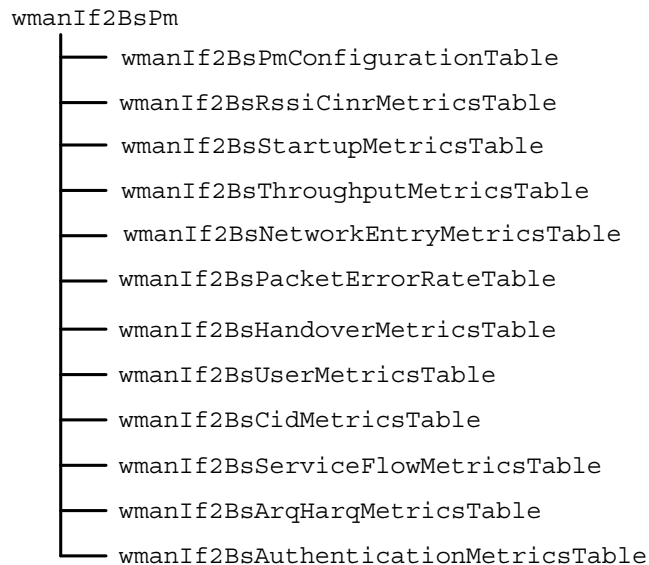 wmanIf2BsPm
wmanIf2BsPmConfigurationTable
wmanIf2BsRssiCinrMetricsTable
wmanIf2BsStartupMetricsTable
wmanIf2BsThroughputMetricsTable
wmanIf2BsNetworkEntryMetricsTable
wmanIf2BsPacketErrorRateTable
wmanIf2BsHandoverMetricsTable
wmanIf2BsUserMetricsTable
wmanIf2BsCidMetricsTable
wmanIf2BsServiceFlowMetricsTable
wmanIf2BsArqHarqMetricsTable
wmanIf2BsAuthenticationMetricsTable